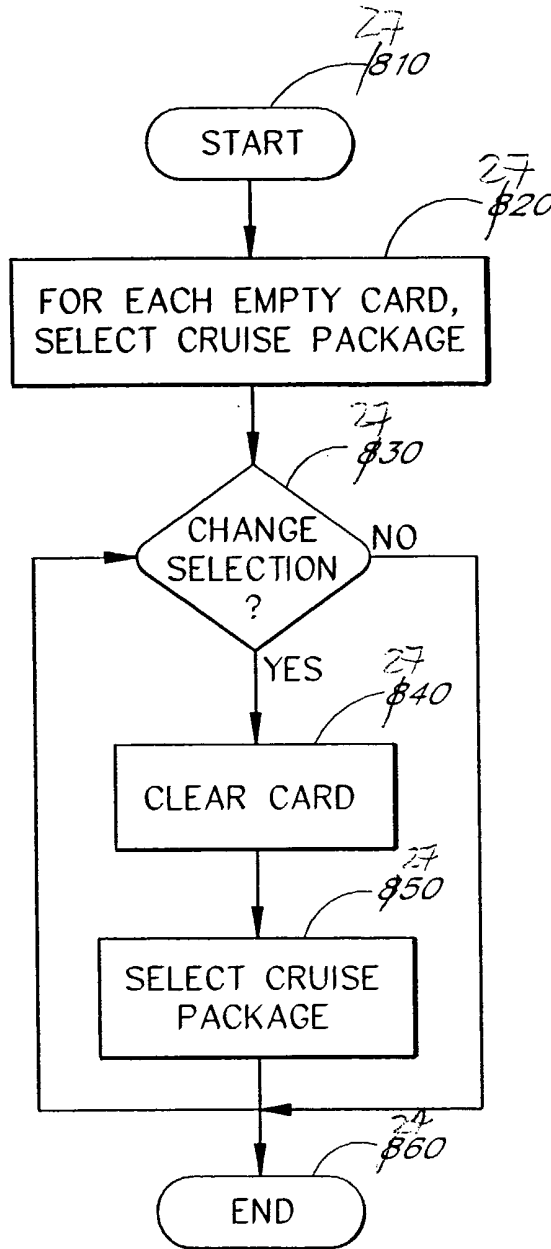 27
810
START
27
820
FOR EACH EMPTY CARD,
SELECT CRUISE PACKAGE
27
830
CHANGE
SELECTION
?
NO
YES
27
840
CLEAR CARD
27
850
SELECT CRUISE
PACKAGE
27
860
END